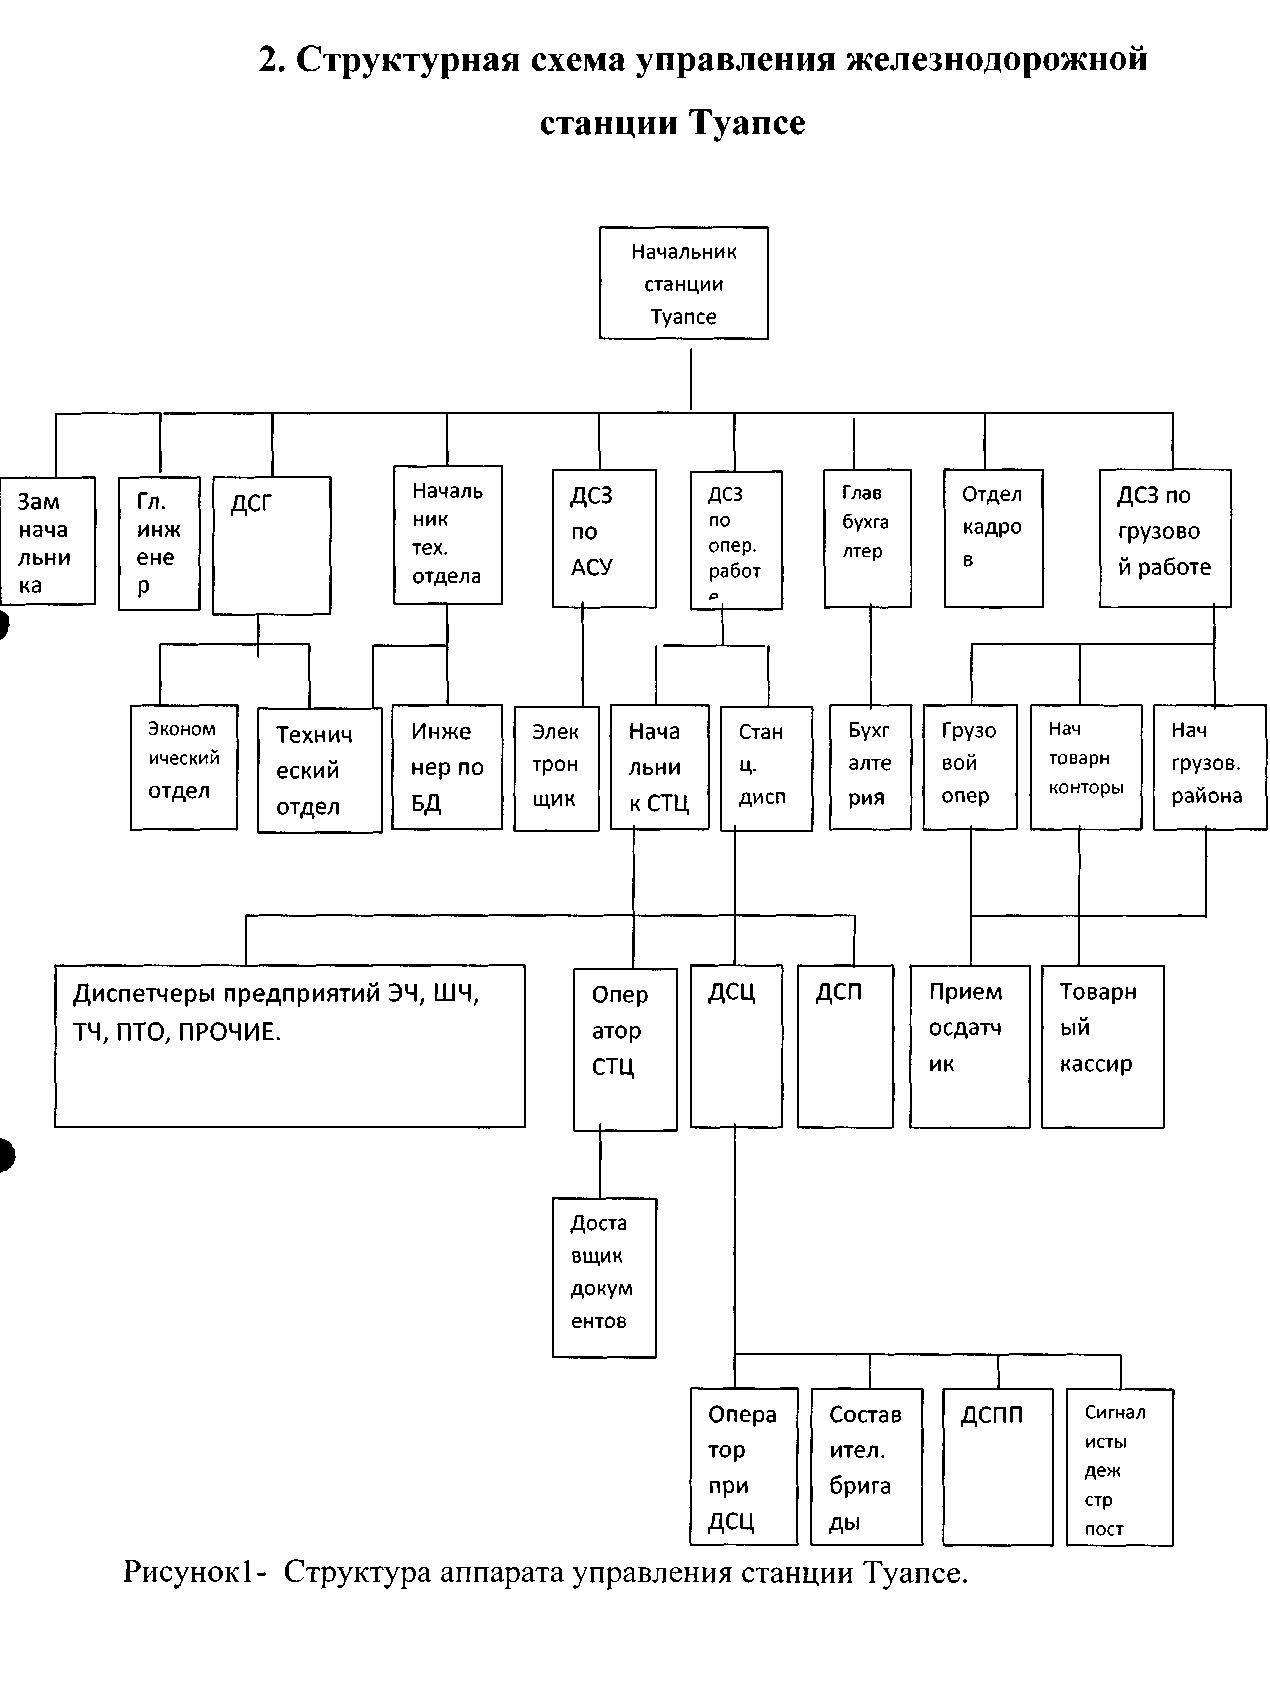 2. Структурная схема управления железнодорожной
станции Туапсе
Начальник
станции
Туапсе
Зам
нача
льни
ка
Гл.
инж
ене
р
ДСГ
Началь
ник
тех.
отдела
ДСЗ
по
АСУ
ДСЗ
по
опер.
работ
е
Глав
бухга
лтер
Отдел
кадро
в
ДСЗ по
грузово
й работе
Эконом
ический
отдел
Технич
еский
отдел
Инже
нер по
БД
Элек
трон
щик
Нача
льни
к СТЦ
Стан
ц.
дисп
Бухг
алте
рия
Грузо
вой
опер
Нач
товарн
конторы
Нач
грузов.
района
Диспетчеры предприятий ЭЧ, ШЧ,
ТЧ, ПТО, ПРОЧИЕ.
Опер
атор
СТЦ
ДСЦ
ДСП
Прием
осдатч
ик
Товарн
ый
кассир
Доста
вщик
докум
ентов
Опера
тор
при
ДСЦ
Состав
ител.
брига
ды
ДСПП
Сигнал
исты
деж
стр
пост
Рисунок1- Структура аппарата управления станции Туапсе.